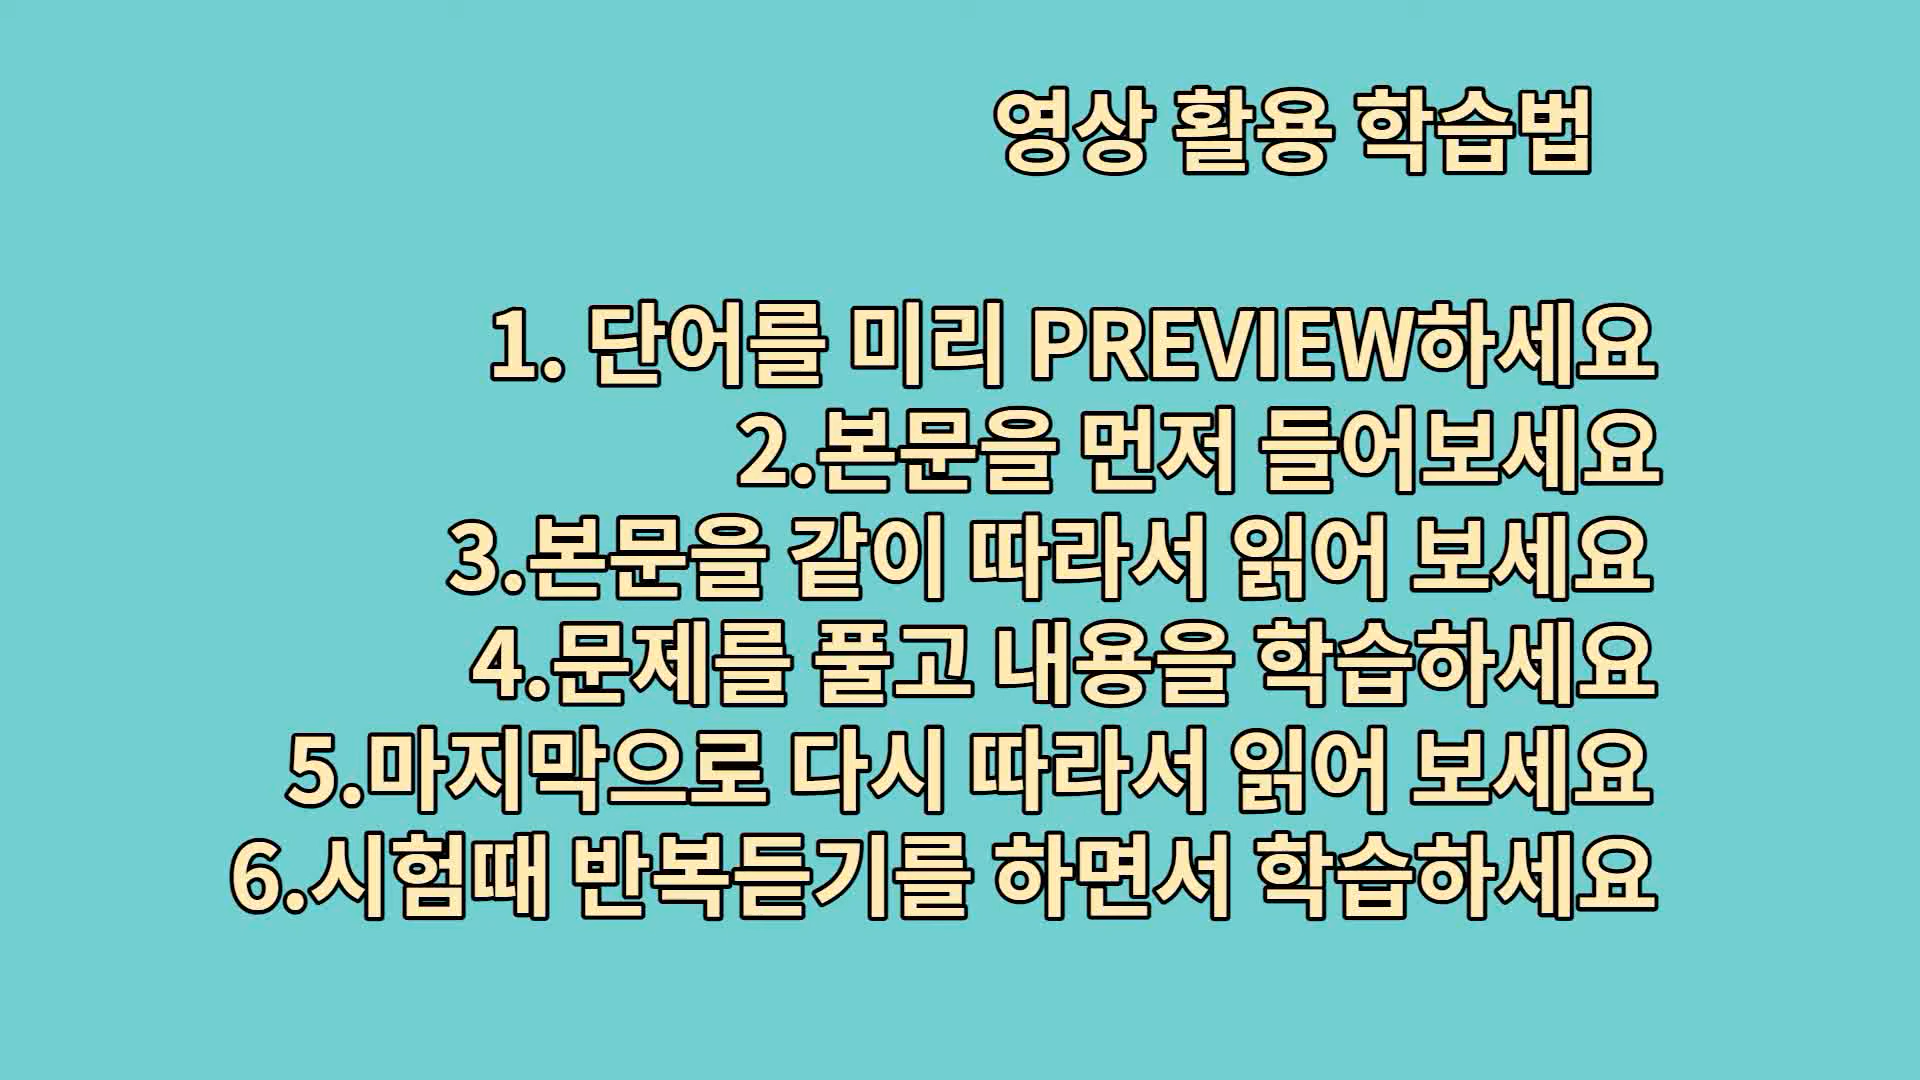 영상 활용 학습법
1. 단어를 미리 PREVIEW하세요
2.본문을 먼저 들어보세요
3.본문을 같이 따라서 읽어 보세요
4.문제를 풀고 내용을 학습하세요
5.마지막으로 다시 따라서 읽어 보세요
6.시험때 반복듣기를 하면서 학습하세요